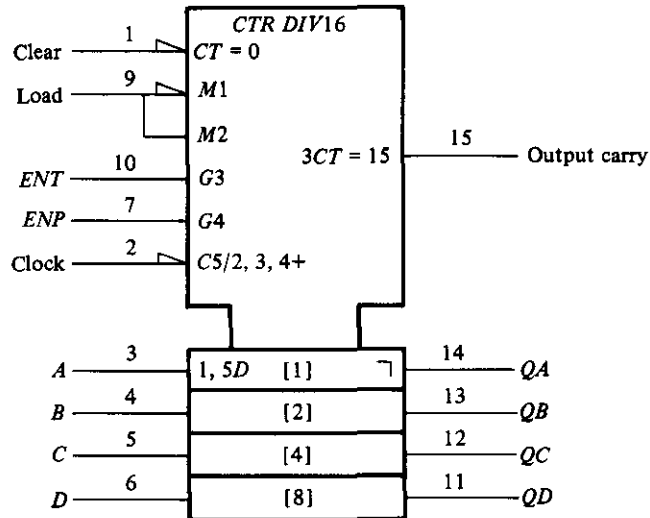 CTR DIV16
Clear 1 CT = 0
Load 9 M1
M2
3CT = 15 15 Output carry
ENT 10 G3
ENP 7 G4
Clock 2 C5/2, 3, 4+
A 3 1, 5D [1] ┐ 14 QA
B 4 [2] 13 QB
C 5 [4] 12 QC
D 6 [8] 11 QD